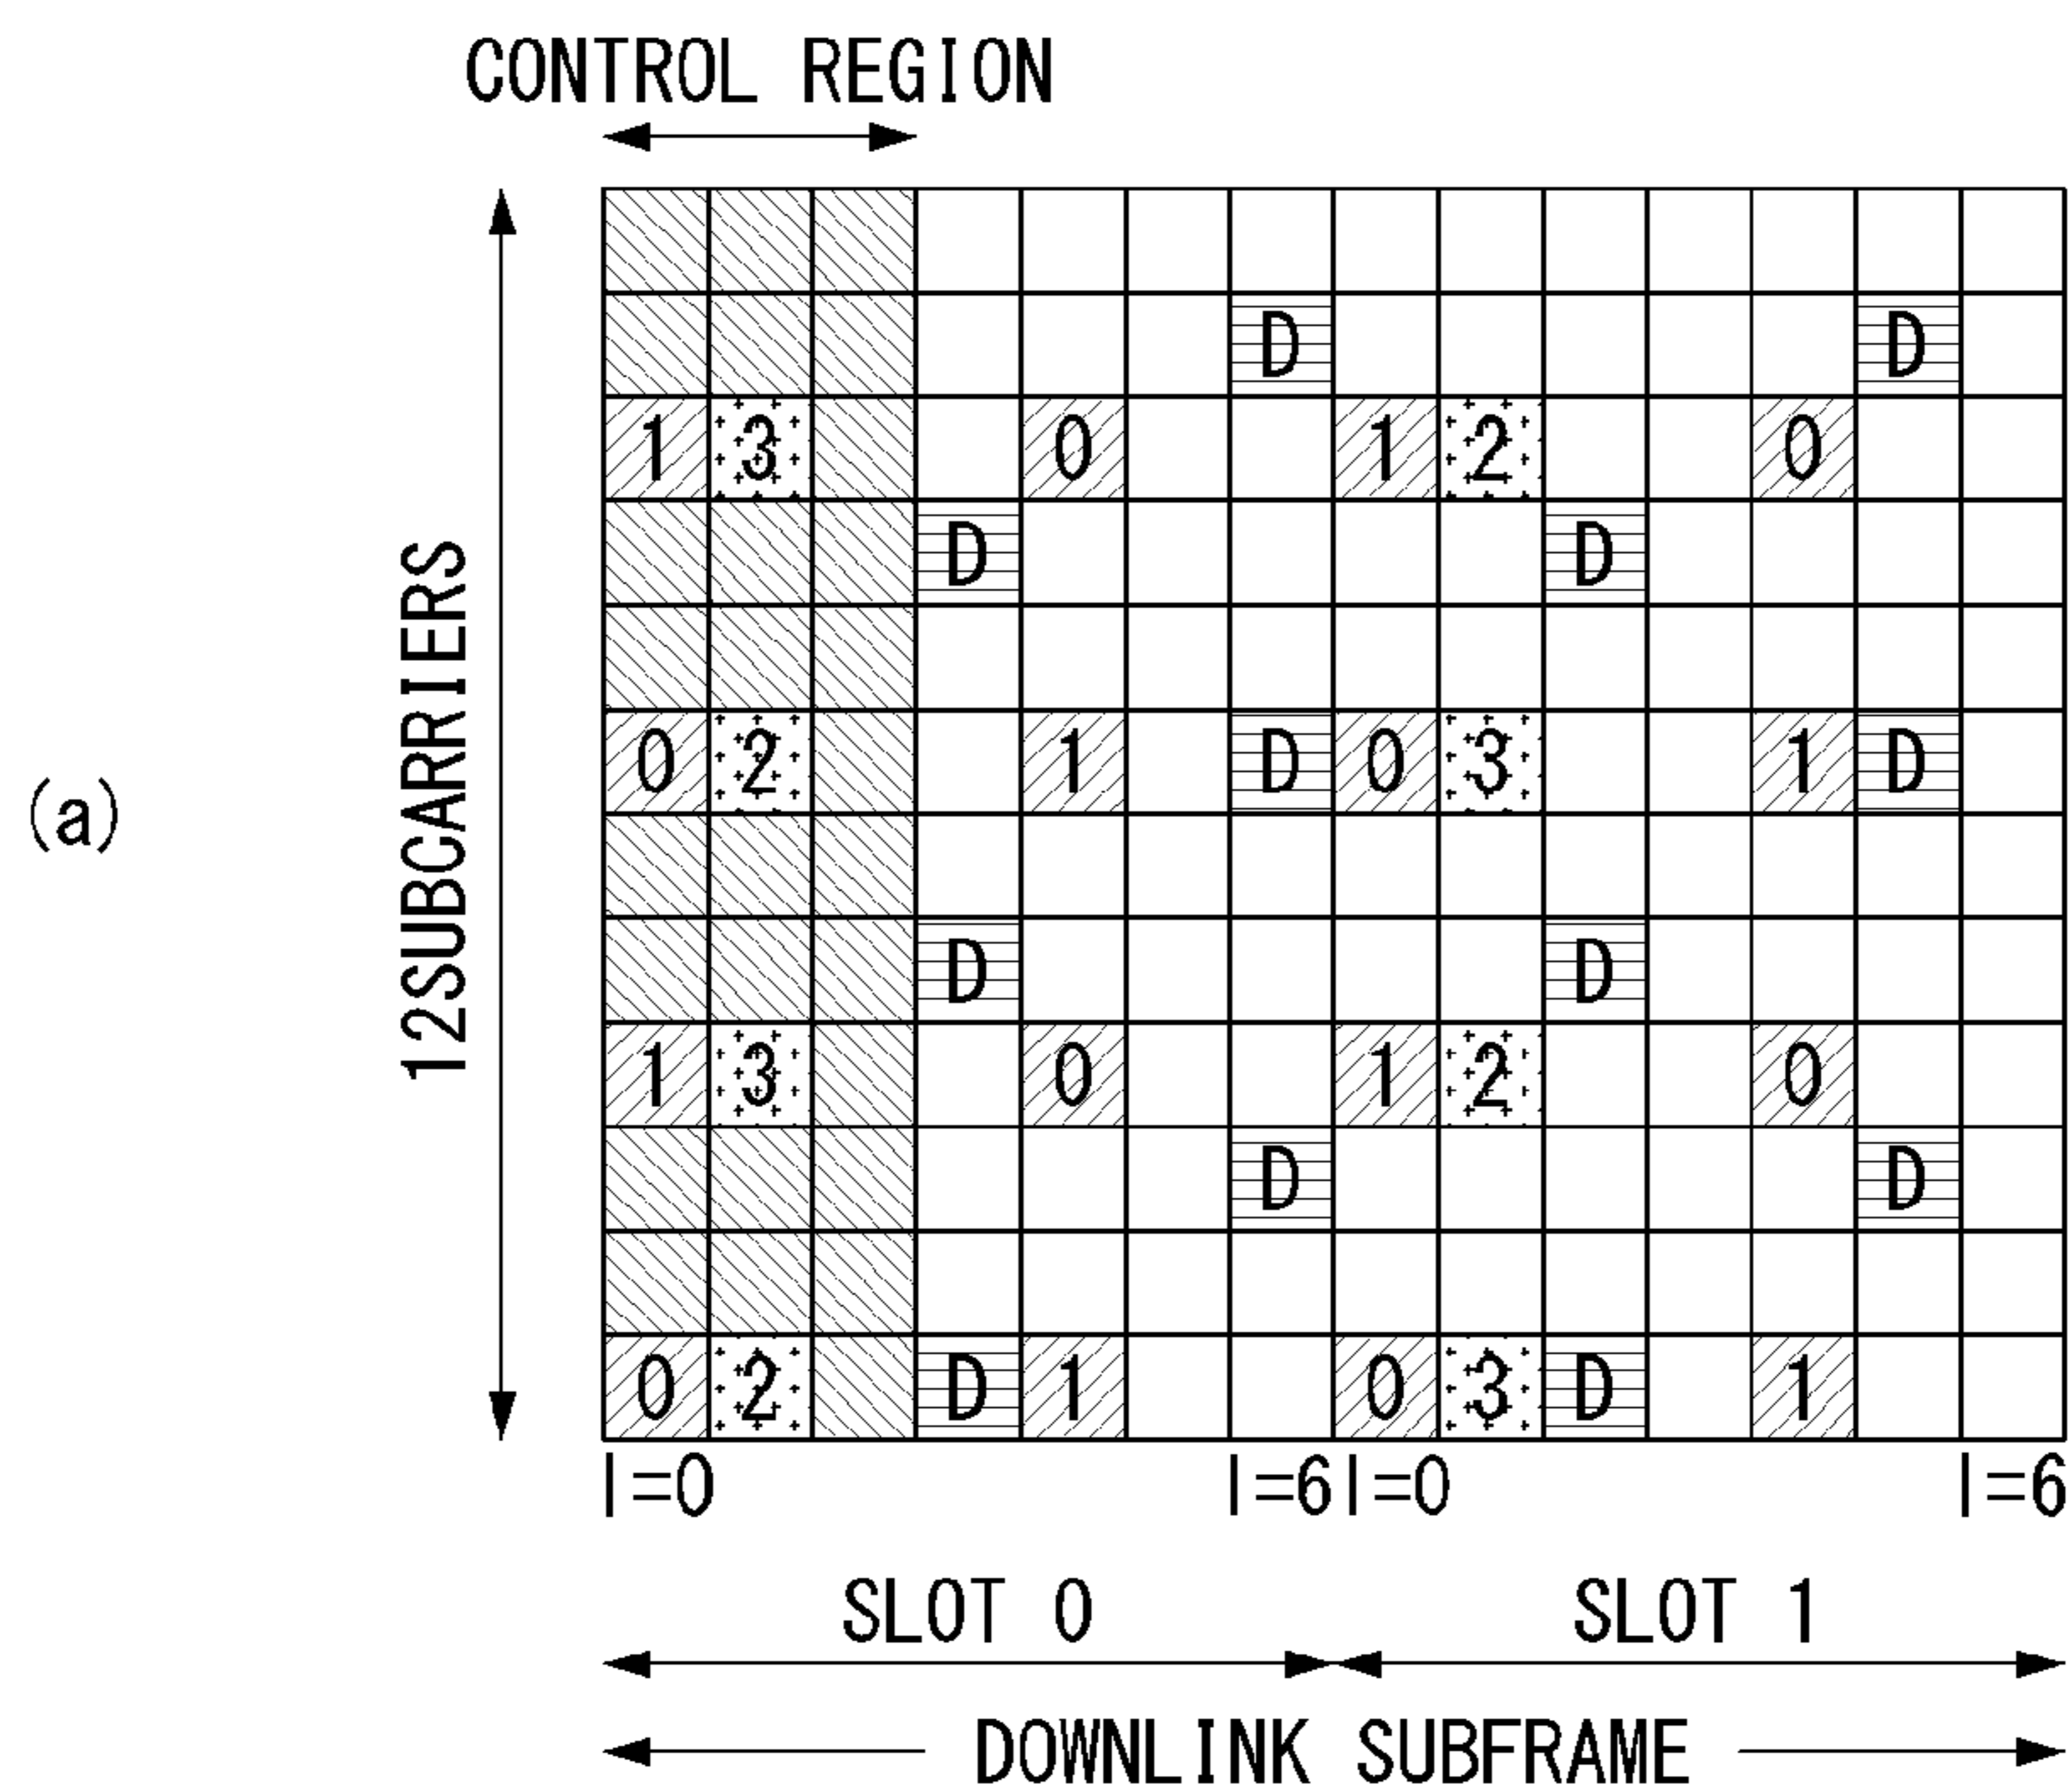 CONTROL REGION
D D
1 3 0 1 2 0
D D
0 2 1 D 0 3 1 D
D D
1 3 0 1 2 0
D D
0 2 D 1 0 3 D 1
12SUBCARRIERS
(a)
l=0 l=6 l=0 l=6
SLOT 0 SLOT 1
DOWNLINK SUBFRAME